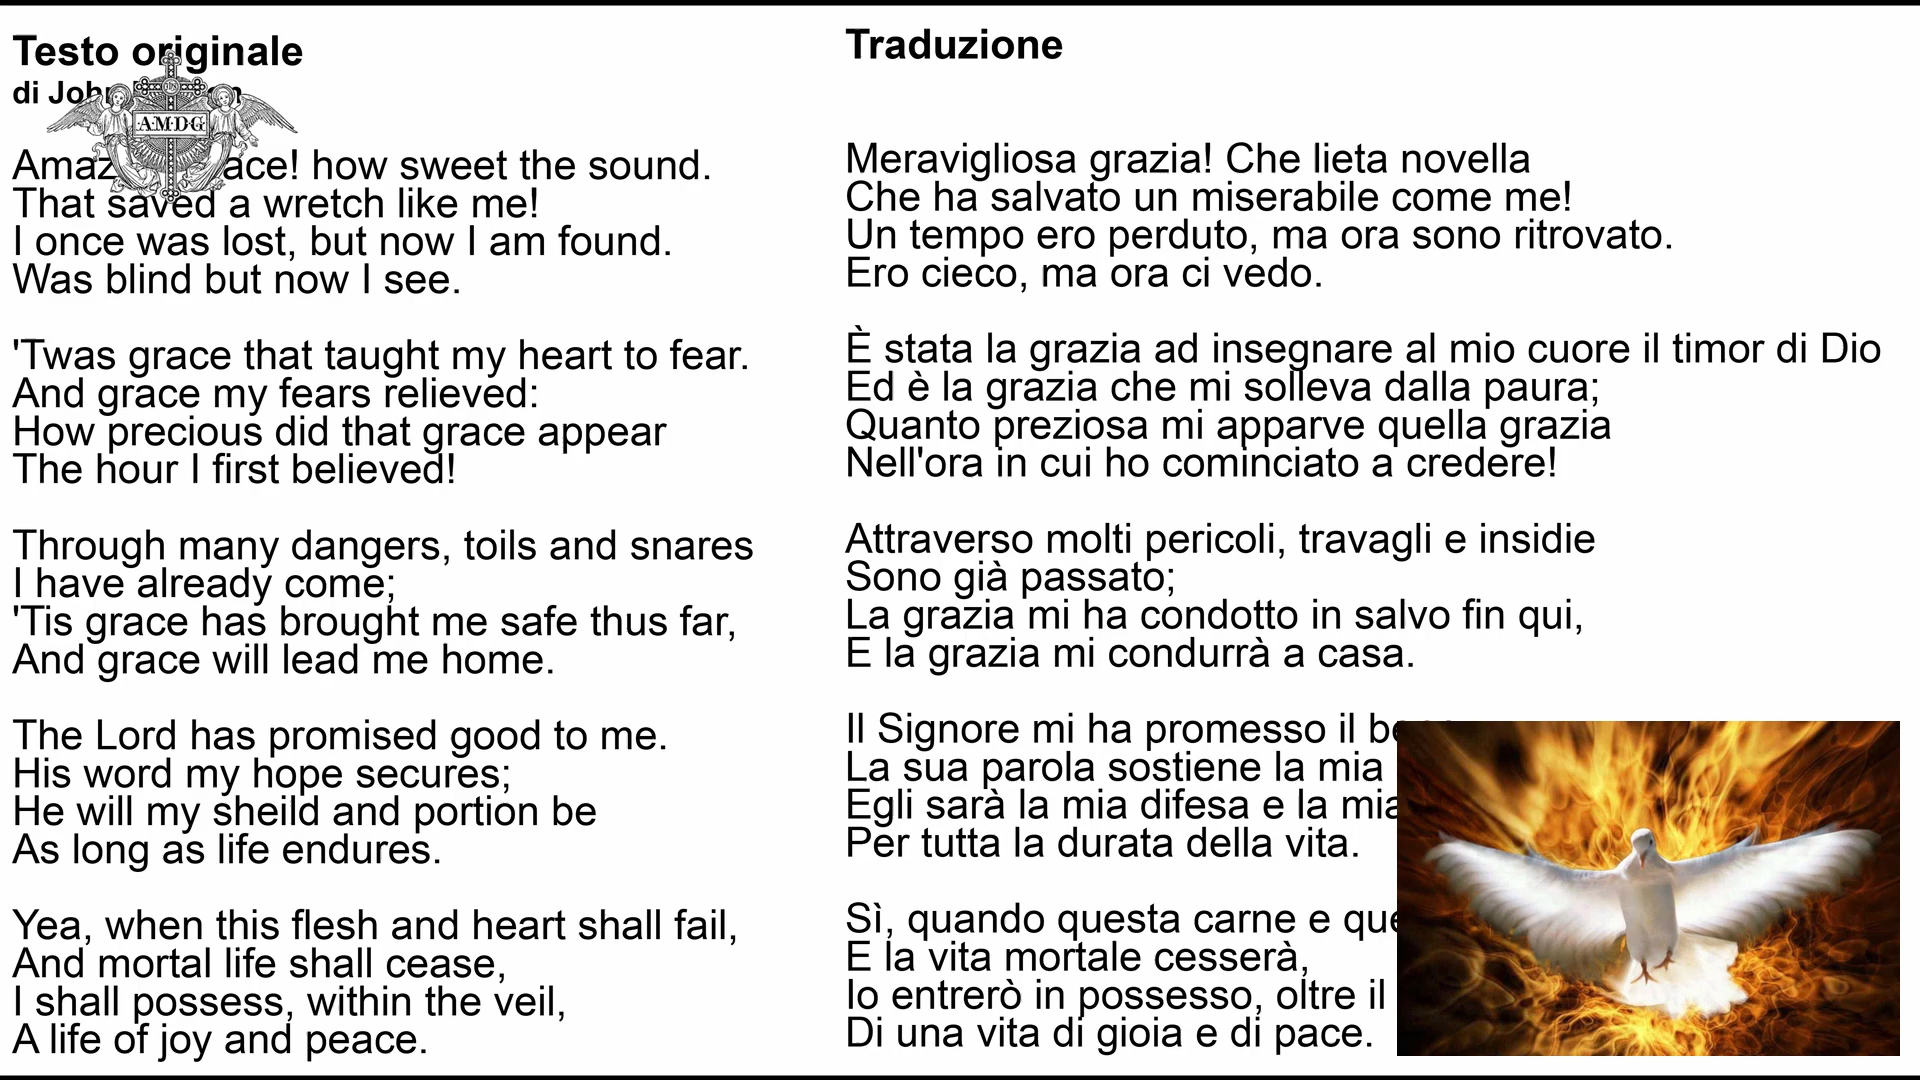 Testo originale
di John
A.M.D.G
Amaz ace! how sweet the sound.
That saved a wretch like me!
I once was lost, but now I am found.
Was blind but now I see.
'Twas grace that taught my heart to fear.
And grace my fears relieved:
How precious did that grace appear
The hour I first believed!
Through many dangers, toils and snares
I have already come;
'Tis grace has brought me safe thus far,
And grace will lead me home.
The Lord has promised good to me.
His word my hope secures;
He will my sheild and portion be
As long as life endures.
Yea, when this flesh and heart shall fail,
And mortal life shall cease,
I shall possess, within the veil,
A life of joy and peace.
Traduzione
Meravigliosa grazia! Che lieta novella
Che ha salvato un miserabile come me!
Un tempo ero perduto, ma ora sono ritrovato.
Ero cieco, ma ora ci vedo.
È stata la grazia ad insegnare al mio cuore il timor di Dio
Ed è la grazia che mi solleva dalla paura;
Quanto preziosa mi apparve quella grazia
Nell'ora in cui ho cominciato a credere!
Attraverso molti pericoli, travagli e insidie
Sono già passato;
La grazia mi ha condotto in salvo fin qui,
E la grazia mi condurrà a casa.
Il Signore mi ha promesso il
La sua parola sostiene la mia
Egli sarà la mia difesa e la mia
Per tutta la durata della vita.
Sì, quando questa carne e
E la vita mortale cesserà,
Io entrerò in possesso, oltre il
Di una vita di gioia e di pace.